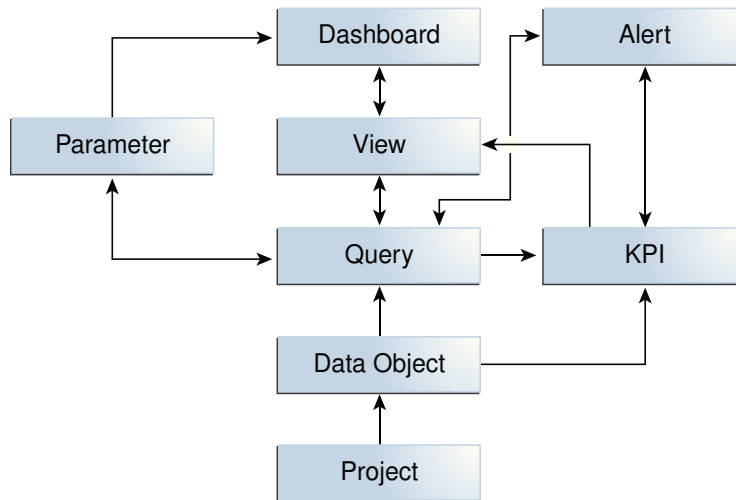 Dashboard
Alert
Parameter
View
Query
KPI
Data Object
Project